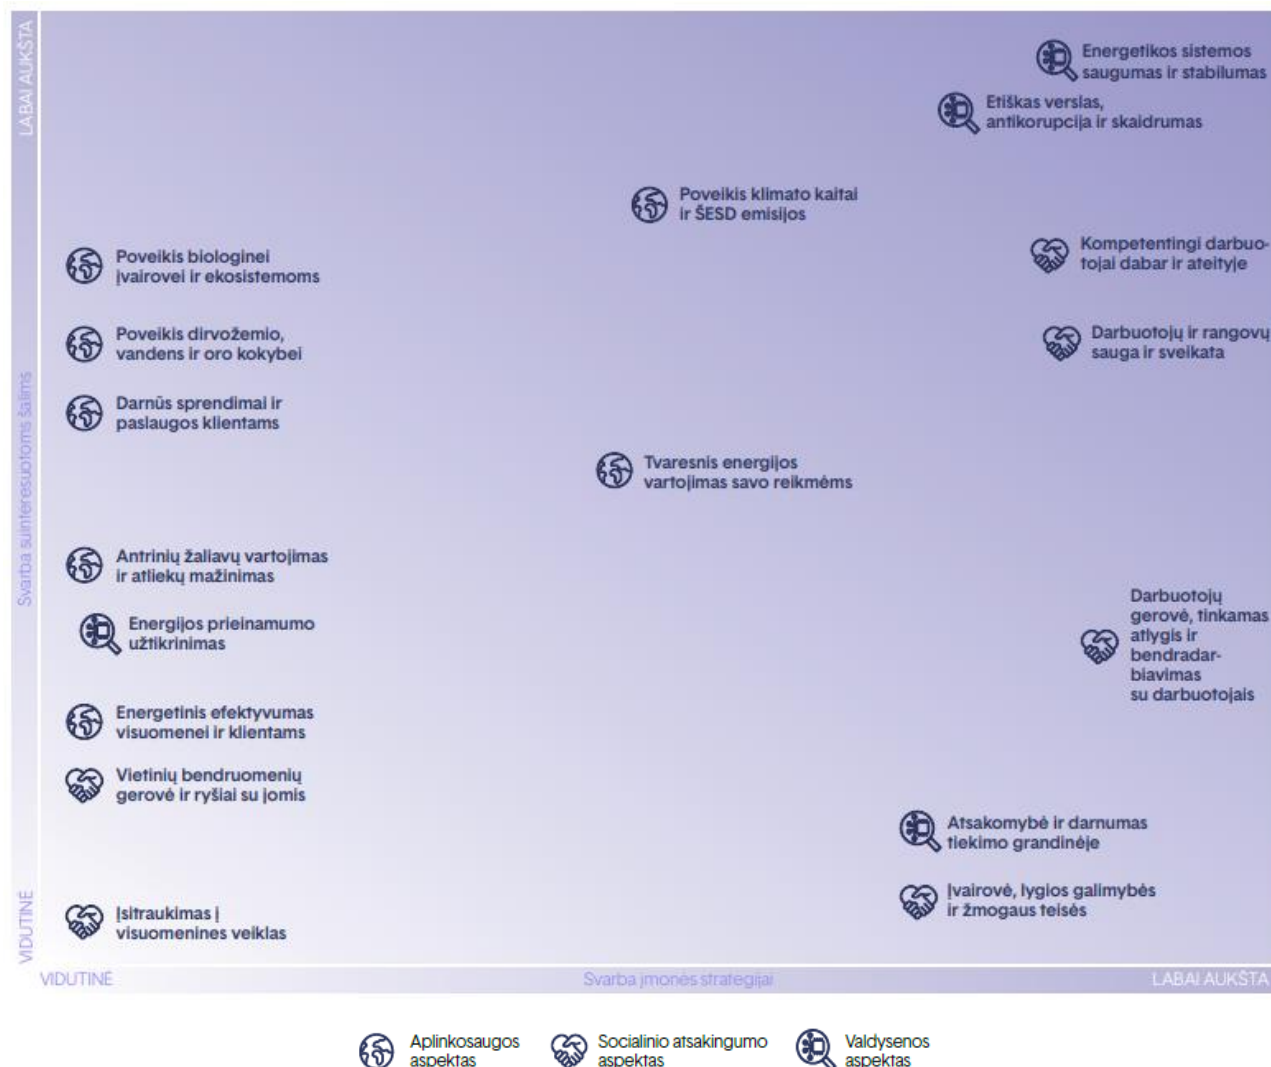 LABAI AUKŠTA
Svarba suinteresuotoms šalims
VIDUTINĖ
Energetikos sistemos
saugumas ir stabilumas
Etiškas verslas,
antikorupcija ir skaidrumas
Poveikis klimato kaitai
ir ŠESD emisijos
Kompetentingi darbuo-
tojai dabar ir ateityje
Poveikis biologinei
įvairovei ir ekosistemoms
Poveikis dirvožemio,
vandens ir oro kokybei
Darbuotojų ir rangovų
sauga ir sveikata
Darnūs sprendimai ir
paslaugos klientams
Tvaresnis energijos
vartojimas savo reikmėms
Antrinių žaliavų vartojimas
ir atliekų mažinimas
Energijos prieinamumo
užtikrinimas
Darbuotojų
gerovė, tinkamas
atlygis ir
bendradar-
biavimas
su darbuotojais
Energetinis efektyvumas
visuomenei ir klientams
Vietinių bendruomenių
gerovė ir ryšiai su jomis
Atsakomybė ir darnumas
tiekimo grandinėje
Įvairovė, lygios galimybės
ir žmogaus teisės
Įsitraukimas į
visuomenines veiklas
VIDUTINĖ
Svarba įmonės strategijai
LABAI AUKŠTA
Aplinkosaugos
aspektas
Socialinio atsakingumo
aspektas
Valdysenos
aspektas